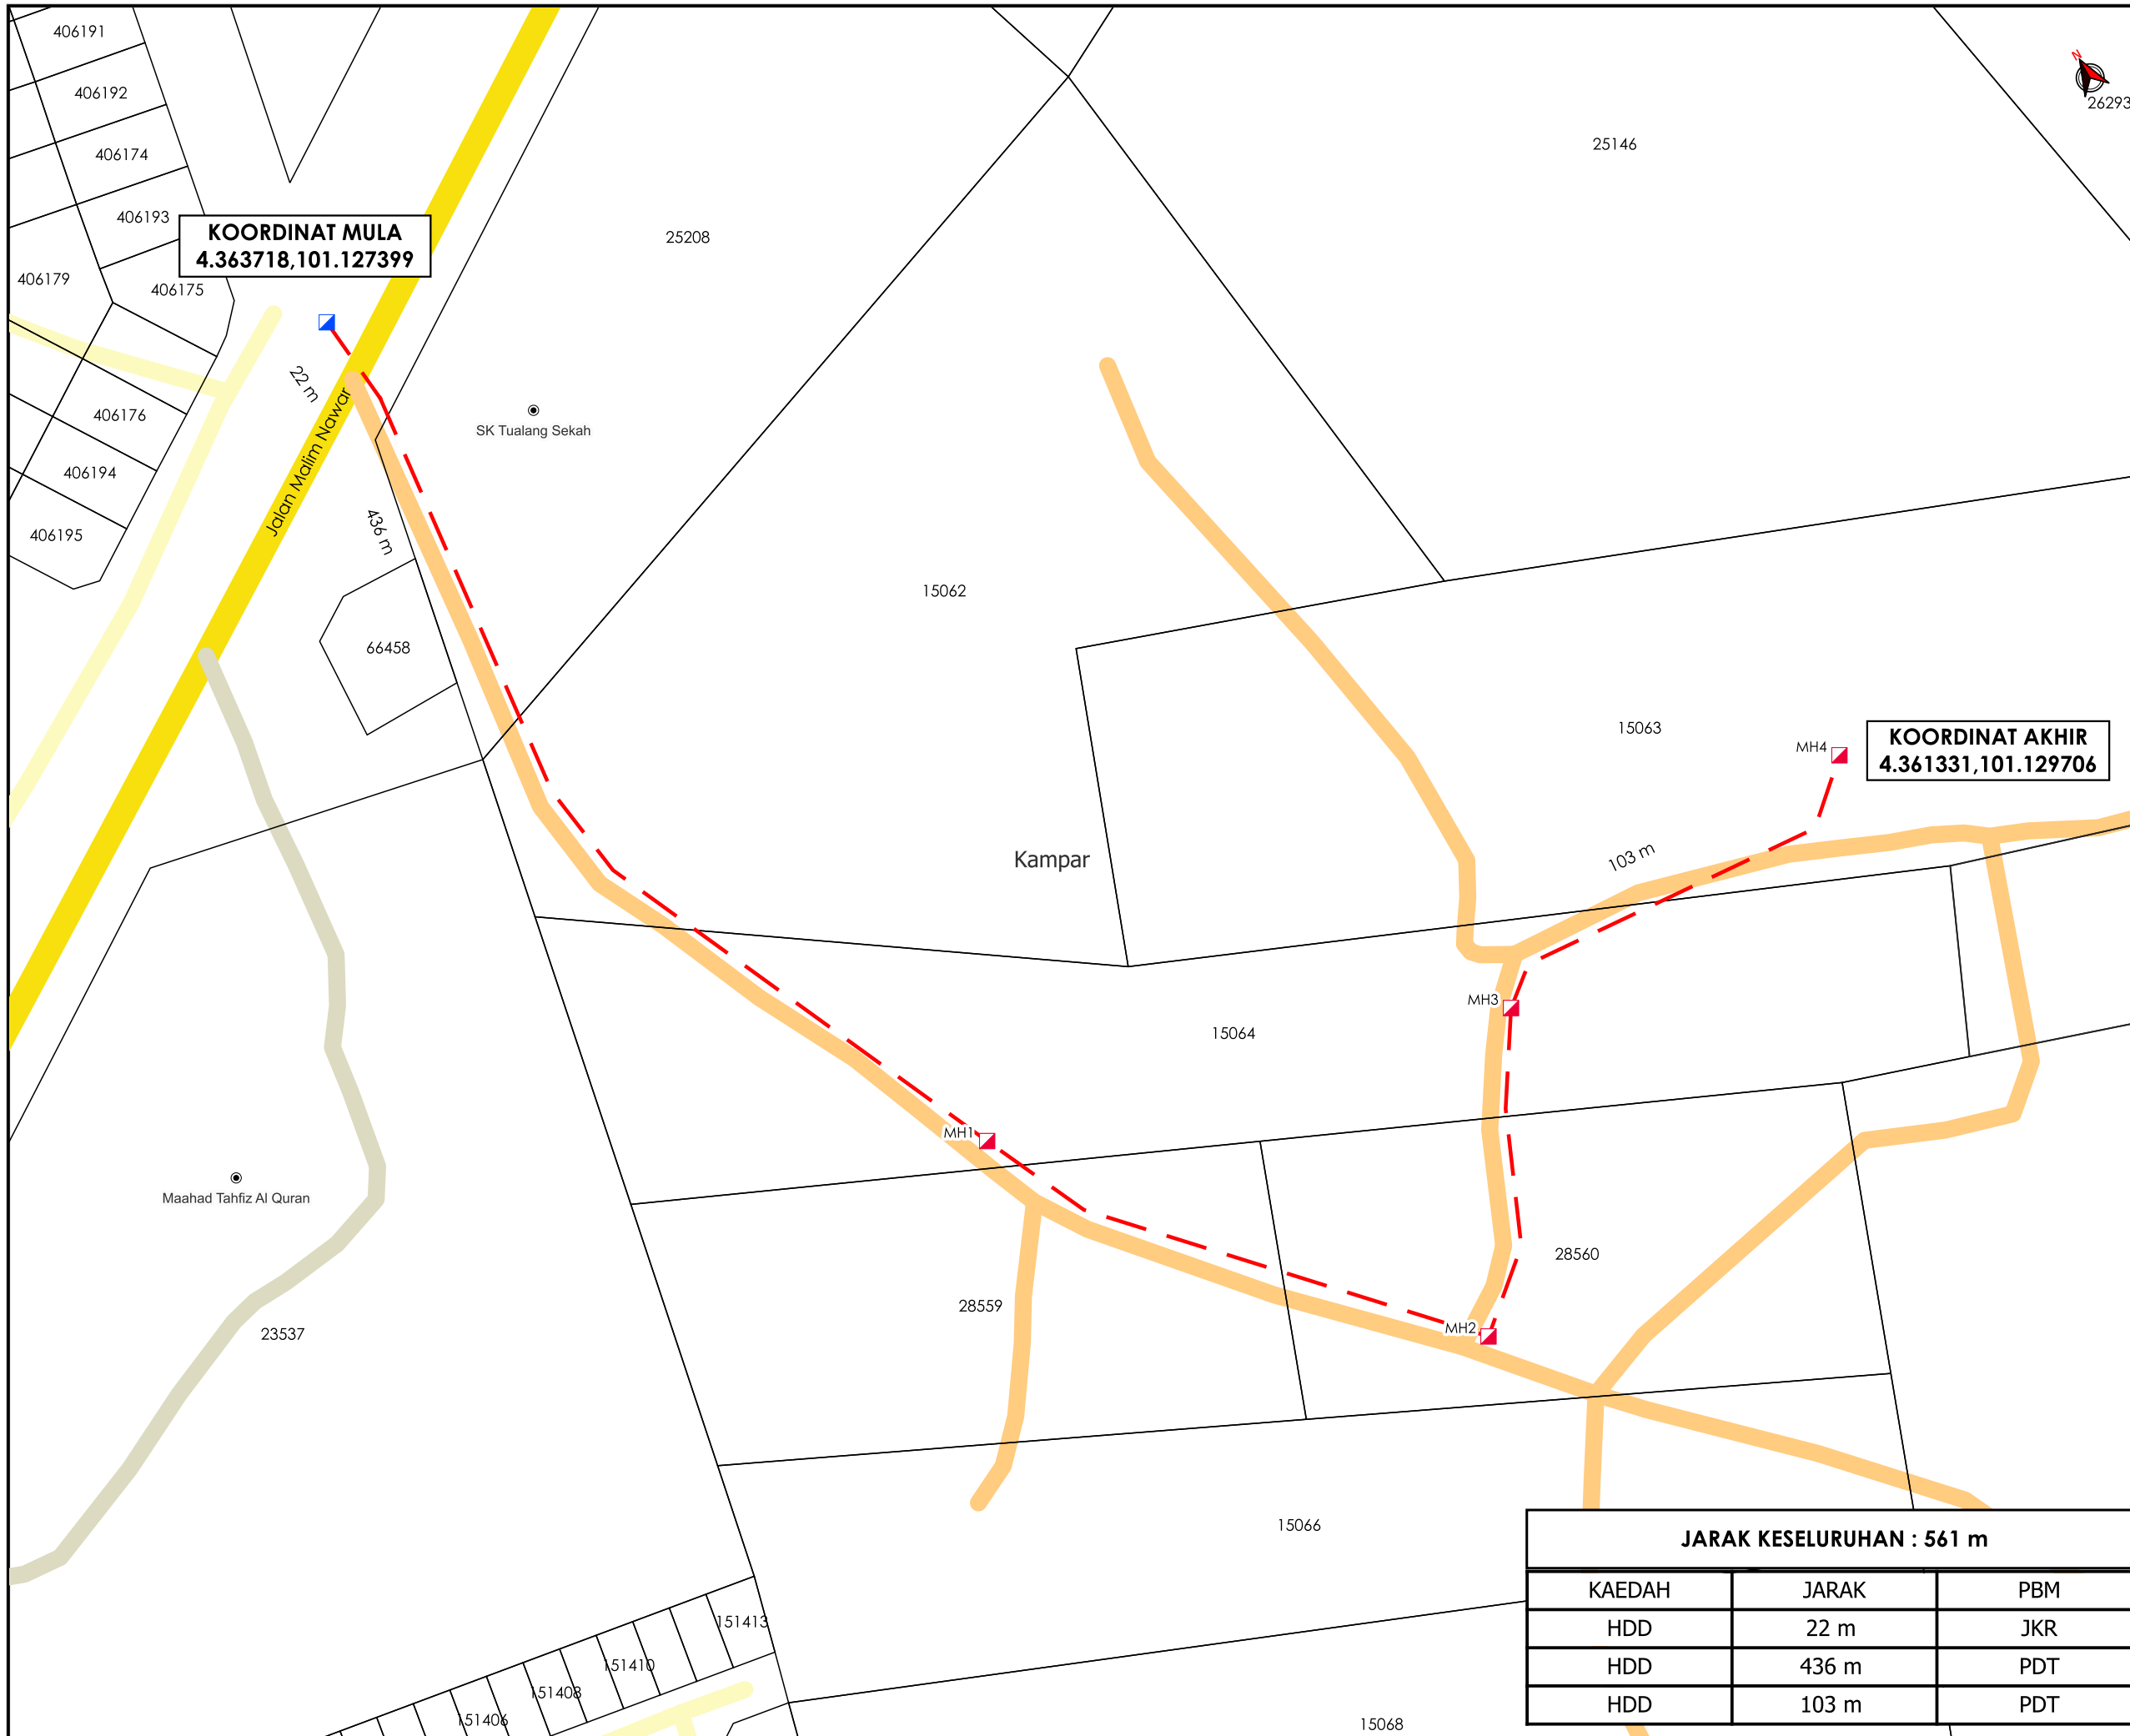 406191
406192
406174
406193
406179
406175
406176
406194
406195
KOORDINAT MULA
4.363718,101.127399
22 m
Jalan Malim Nawar
436 m
SK Tualang Sekah
25208
25146
N
26293
15062
66458
15063
MH4
KOORDINAT AKHIR
4.361331,101.129706
Kampar
103 m
MH3
15064
MH1
Maahad Tahfiz Al Quran
23537
28559
28560
MH2
15066
151413
151410
151408
151406
15068
JARAK KESELURUHAN : 561 m
KAEDAH JARAK PBM
HDD 22 m JKR
HDD 436 m PDT
HDD 103 m PDT